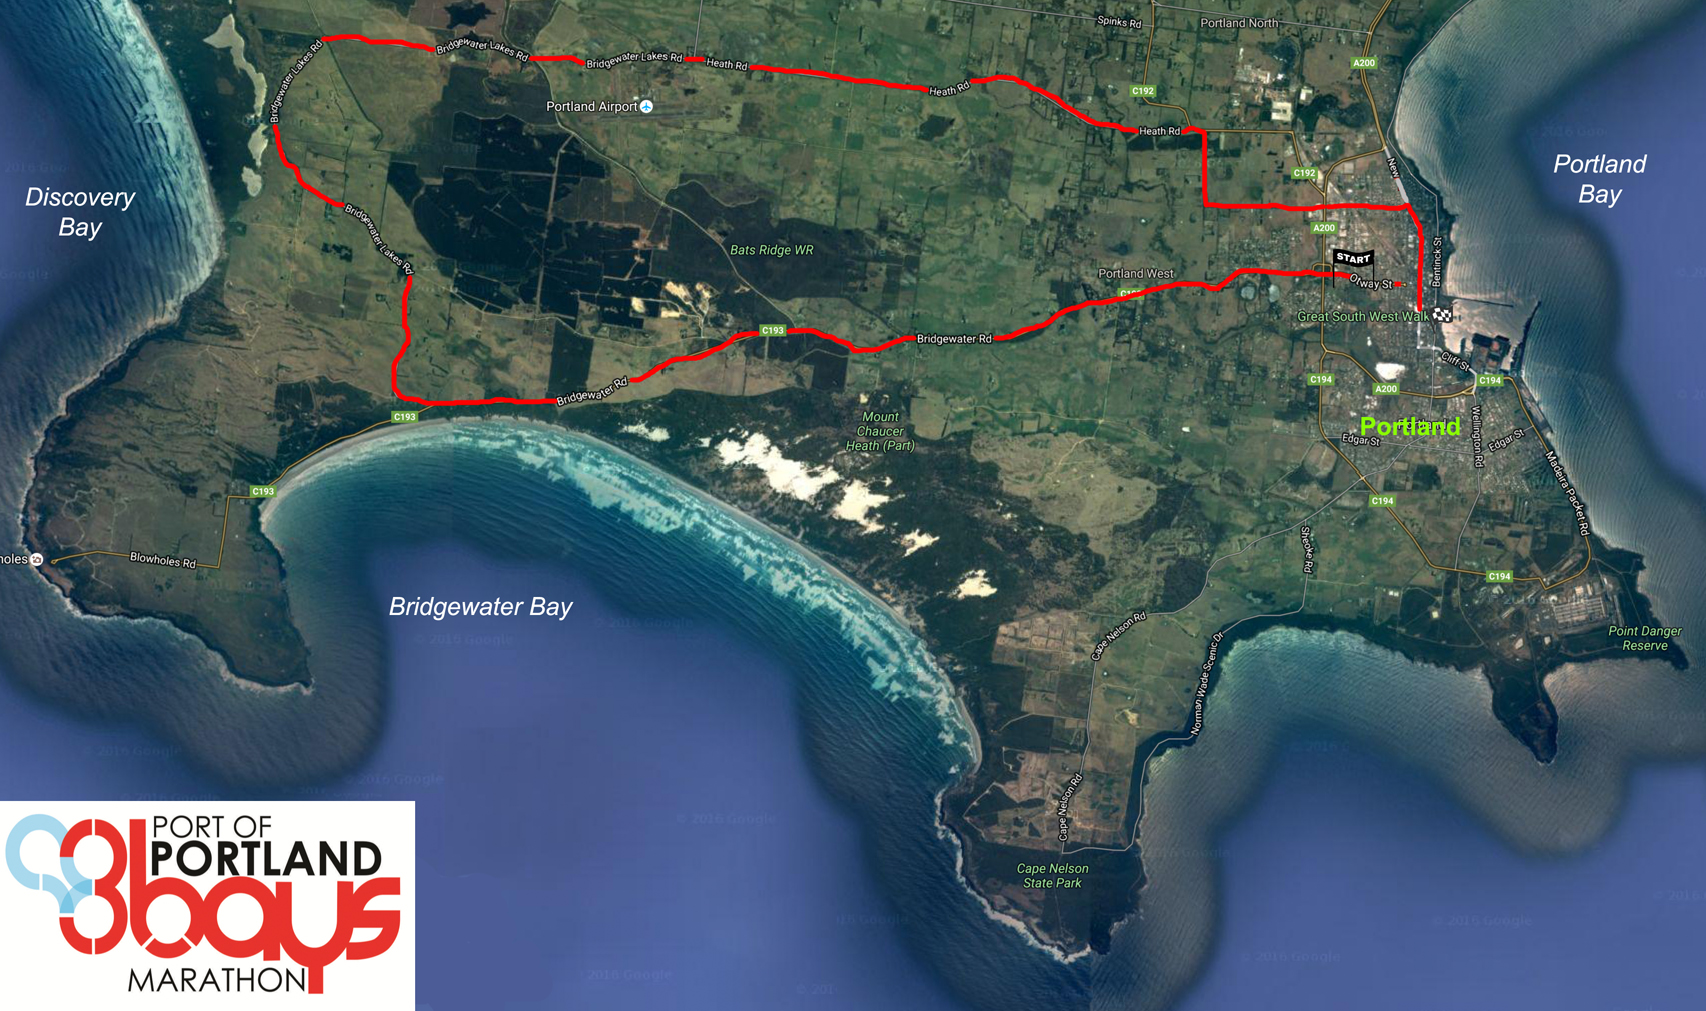 Spinks Rd
Portland North
Bridgewater Lakes Rd
Bridgewater Lakes Rd
Bridgewater Lakes Rd
Heath Rd
A200
Heath Rd
C192
Portland Airport
Heath Rd
New
Portland
Bay
C192
Discovery
Bay
Bridgewater Lakes Rd
A200
Bats Ridge WR
Bentinck St
START
Portland West
Otway St
Great South West Walk
C193
Bridgewater Rd
Cliff St
C194
A200
C194
Bridgewater Rd
C193
Mount
Chaucer
Heath (Part)
Portland
Edgar St
Edgar St
Wellington Rd
Madeira Packet Rd
C193
C194
holes
Blowholes Rd
Sheoke Rd
C194
Bridgewater Bay
Cape Nelson Rd
Point Danger
Reserve
Norman Wade Scenic Dr
Cape Nelson Rd
Cape Nelson
State Park
PORT OF
PORTLAND
3bays
MARATHON
© 2016 Google